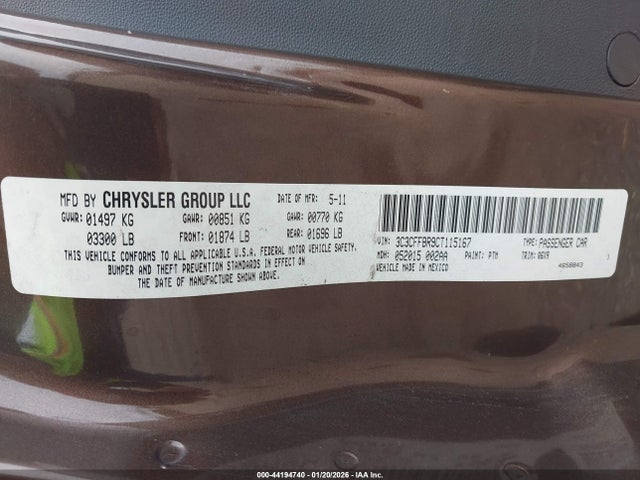 MFD BY CHRYSLER GROUP LLC DATE OF MFR: 5-11
GVWR: 01497 KG GAWR: 00851 KG GAWR: 00770 KG
03300 LB FRONT: 01874 LB REAR: 01696 LB
THIS VEHICLE CONFORMS TO ALL APPLICABLE U.S.A. FEDERAL MOTOR VEHICLE SAFETY,
BUMPER AND THEFT PREVENTION STANDARDS IN EFFECT ON
THE DATE OF MANUFACTURE SHOWN ABOVE.
VIN: 3C3CFFBR9CT115167 TYPE: PASSENGER CAR
MDH: 052015 002AA PAINT: PTM TRIM: R6X9
VEHICLE MADE IN MEXICO 4658843
000-44194740 - 01/20/2026 - IAA Inc.